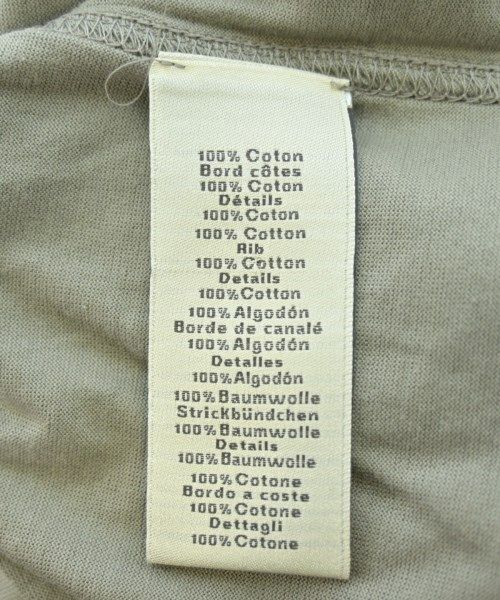 100% Coton
Bord côtes
100% Coton
Détails
100% Coton
100% Cotton
Rib
100% Cotton
Details
100% Cotton
100% Algodón
Borde de canalé
100% Algodón
Detalles
100% Algodón
100% Baumwolle
Strickbündchen
100% Baumwolle
Details
100% Baumwolle
100% Cotone
Bordo a coste
100% Cotone
Dettagli
100% Cotone